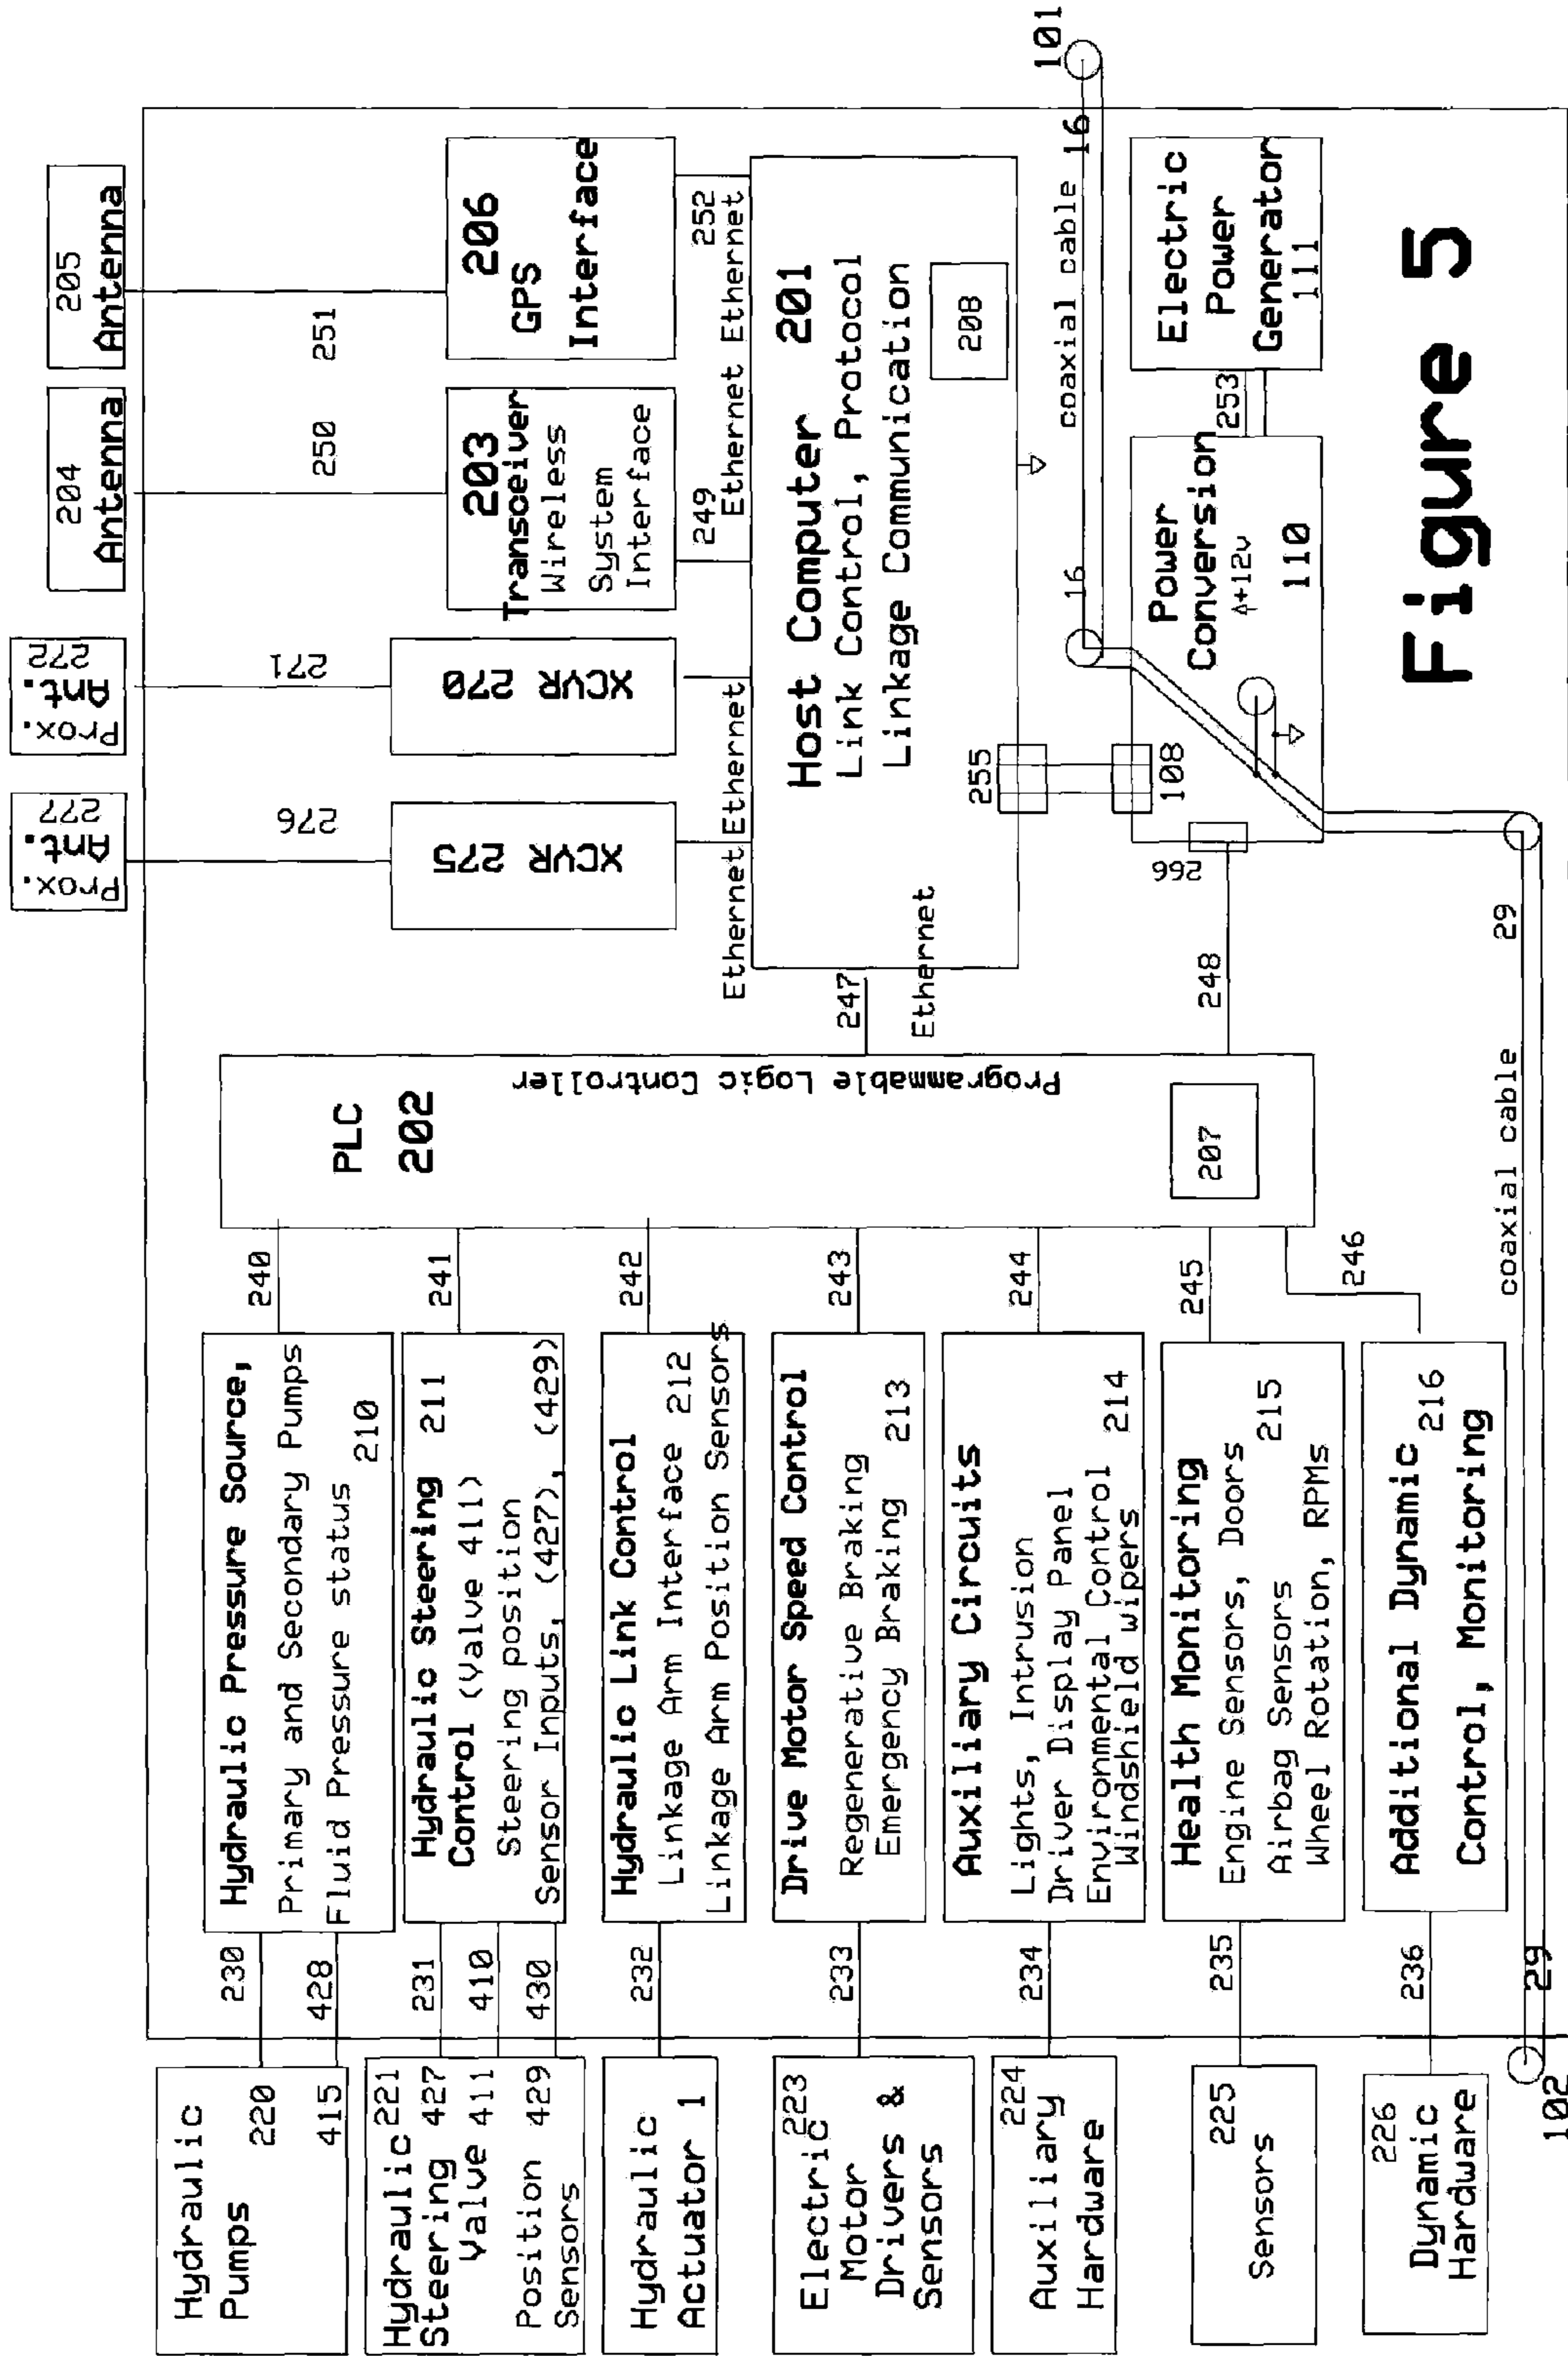 Hydraulic
Pumps
220
415
230
428
Hydraulic Pressure Source,
Primary and Secondary Pumps
Fluid Pressure status
210
240
Hydraulic 221
Steering 427
Valve 411
Position 429
Sensors
231
410
430
Hydraulic Steering 211
Control (Valve 411)
Steering position
Sensor Inputs, (427), (429)
241
Hydraulic
Actuator 1
232
Hydraulic Link Control
Linkage Arm Interface 212
Linkage Arm Position Sensors
242
Electric 223
Motor
Drivers &
Sensors
233
Drive Motor Speed Control
Regenerative Braking
Emergency Braking 213
243
Auxiliary 224
Hardware
234
Auxiliary Circuits
Lights, Intrusion
Driver Display Panel
Environmental Control 214
Windshield wipers
244
Sensors
225
235
Health Monitoring
Engine Sensors, Doors
Airbag Sensors 215
Wheel Rotation, RPMs
245
226
Dynamic
Hardware
236
Additional Dynamic 216
Control, Monitoring
246
PLC
202
Programmable Logic Controller
207
247
Ethernet
248
Prox.
Ant.
277
276
XCVR 275
Ethernet
Prox.
Ant.
272
271
XCVR 270
Ethernet
204
Antenna
250
203
Transceiver
Wireless
System
Interface
249
Ethernet
205
Antenna
251
206
GPS
Interface
252
Ethernet
Host Computer 201
Link Control, Protocol
Linkage Communication
208
255
108
266
16
coaxial cable 16
101
Power
Conversion
+12v
110
253
Electric
Power
Generator
111
102
29
coaxial cable
29
Figure 5